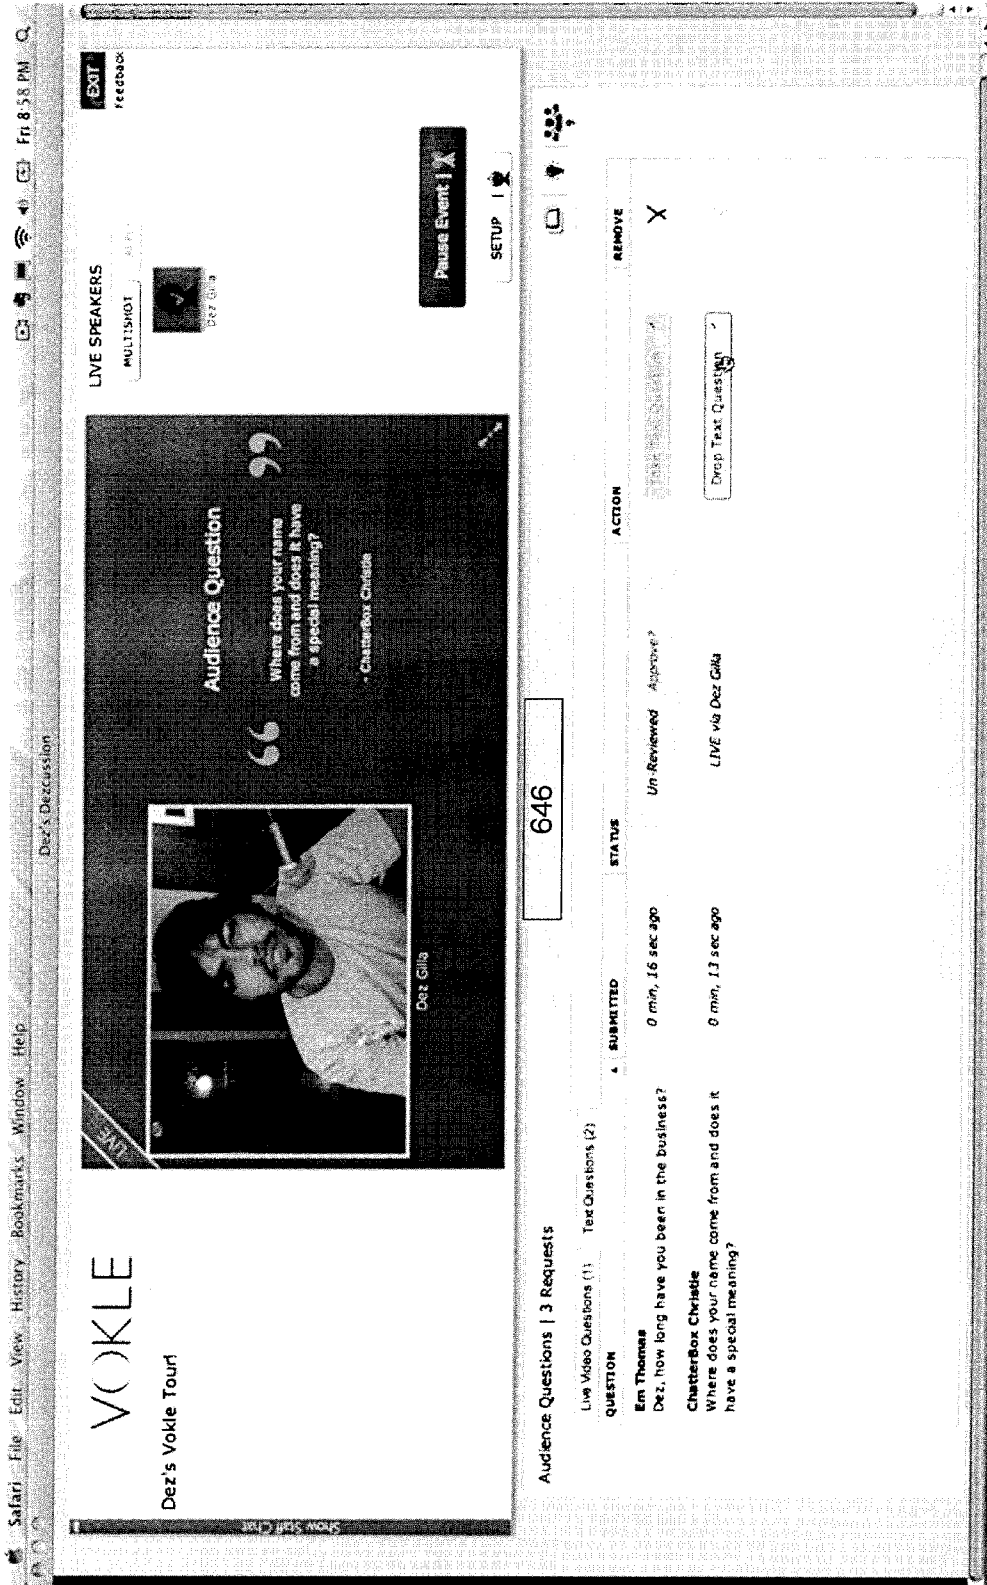 Safari File Edit View History Bookmarks Window Help Fri 8:58 PM
Dez's Dezcussion
VOKLE
Dez's Vokle Tour!
Show Staff Chat
LIVE
Dez Gilla
Audience Question
“ Where does your name
come from and does it have
a special meaning? ”
- ChatterBox Christie
LIVE SPEAKERS
MULTISHOT
Dez Gilla
EXIT
Feedback
Pause Event | X
SETUP |
646
Audience Questions | 3 Requests
Live Video Questions (1) Text Questions (2)
QUESTION ▲ SUBMITTED STATUS ACTION REMOVE
Em Thomas
Dez, how long have you been in the business? 0 min, 16 sec ago Un-Reviewed Approve? Take Text Question X
ChatterBox Christie
Where does your name come from and does it 0 min, 13 sec ago LIVE via Dez Gilla Drop Text Question
have a special meaning?